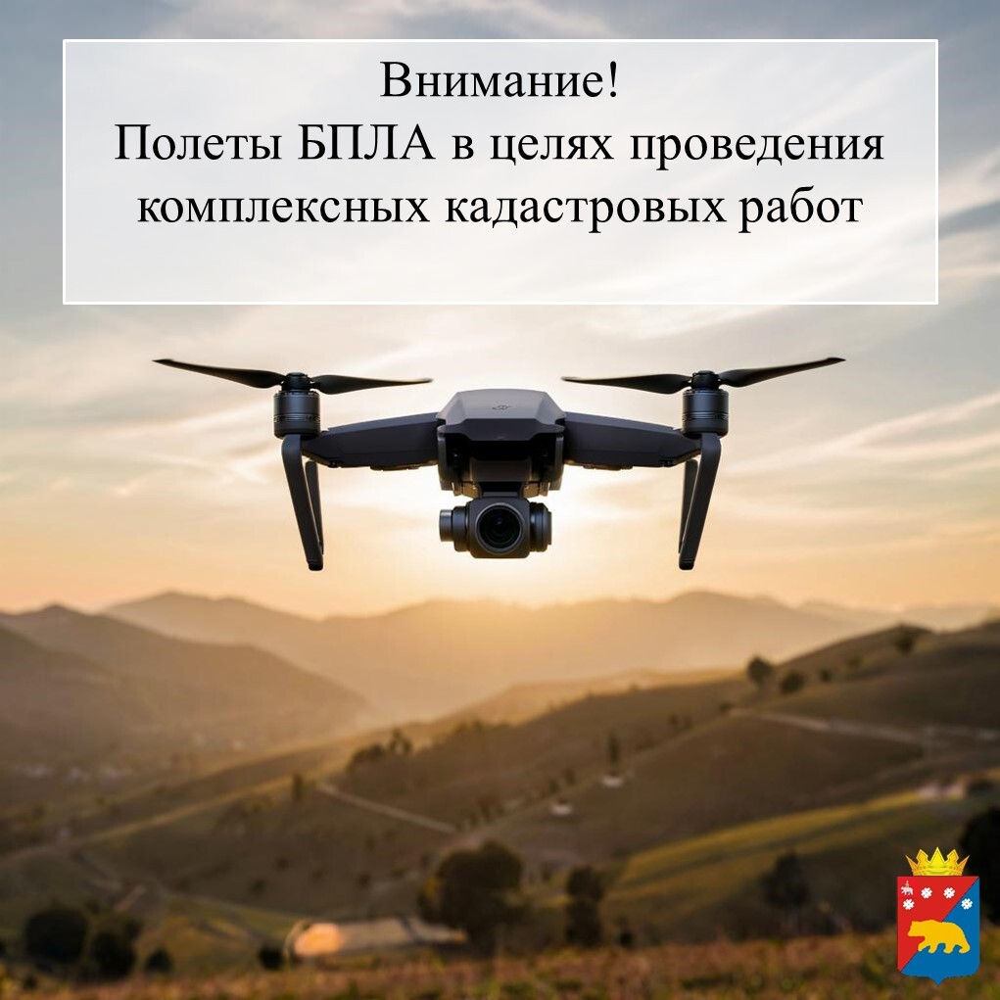 Внимание!
Полеты БПЛА в целях проведения
комплексных кадастровых работ